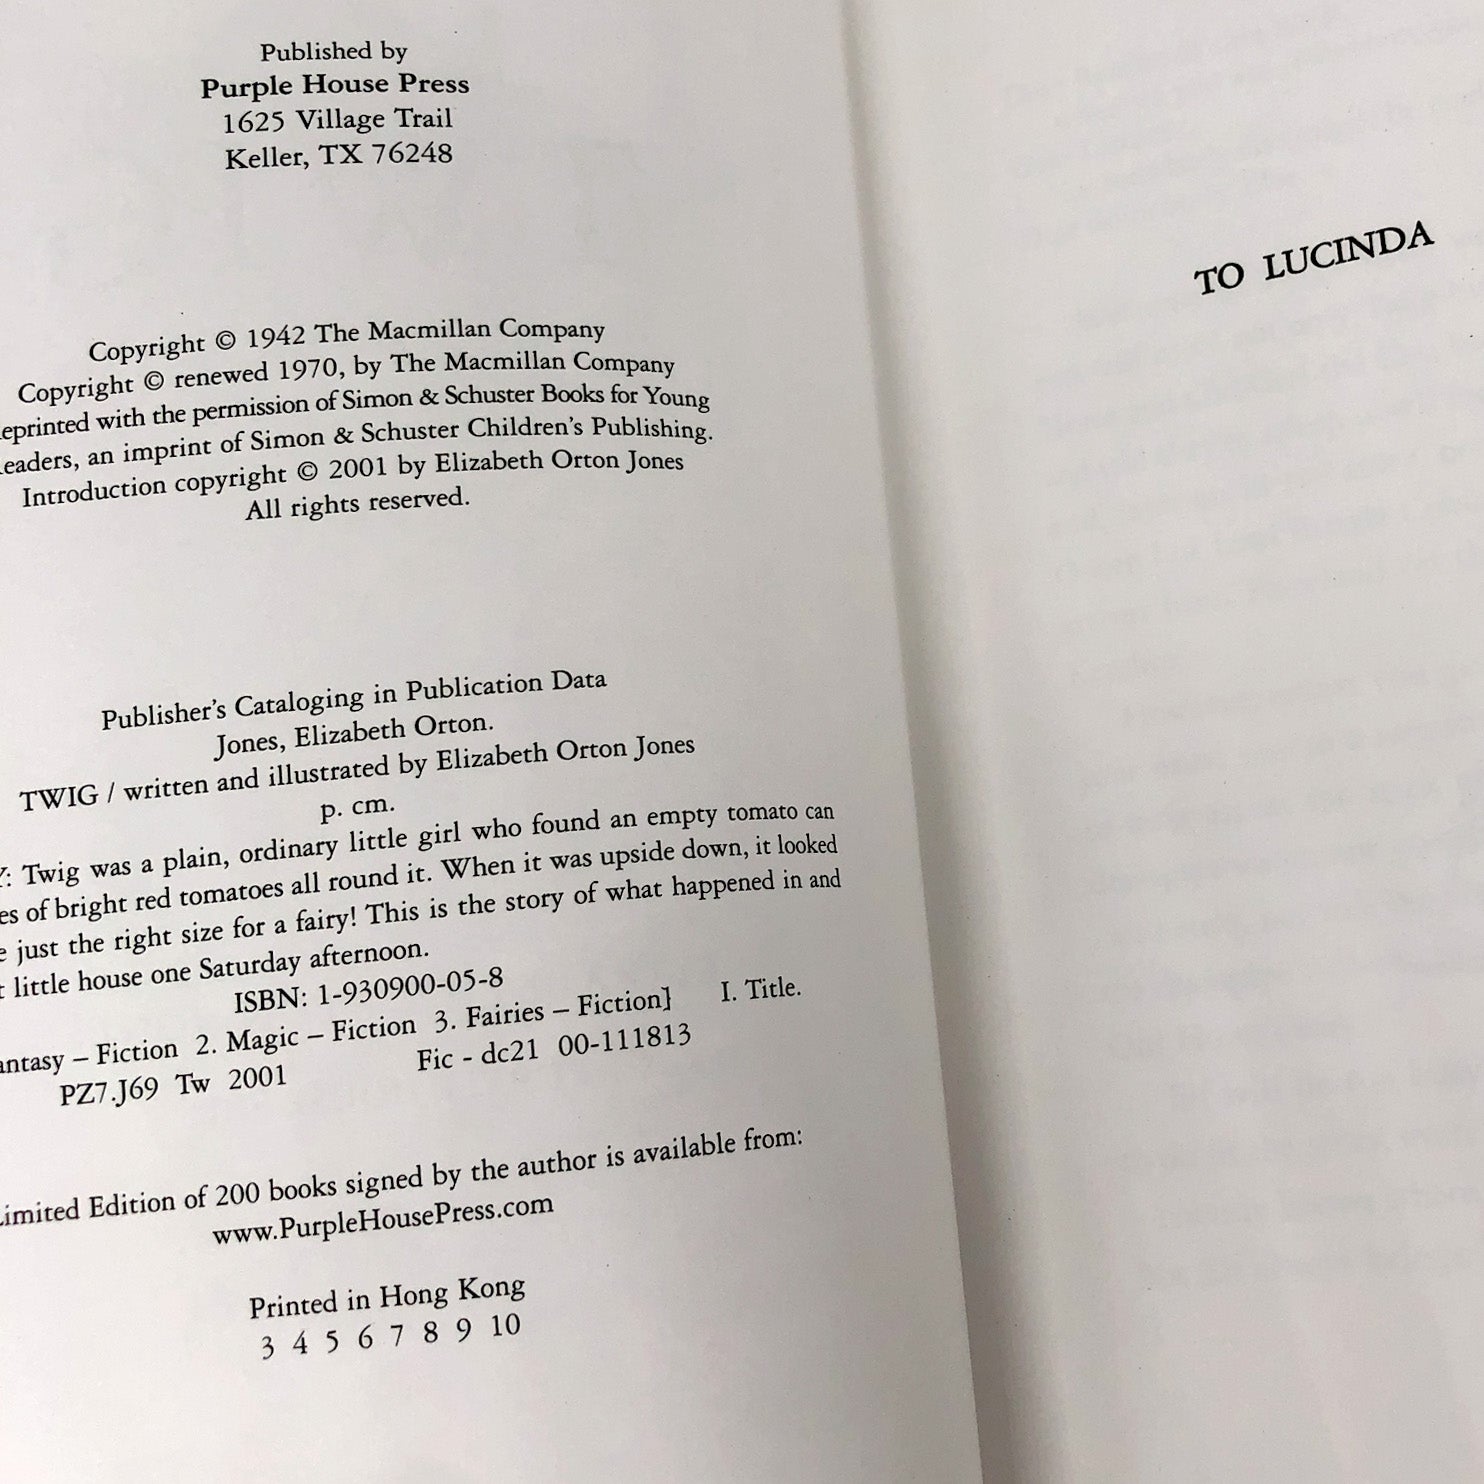 Published by
Purple House Press
1625 Village Trail
Keller, TX 76248
Copyright © 1942 The Macmillan Company
Copyright © renewed 1970, by The Macmillan Company
eprinted with the permission of Simon & Schuster Books for Young
eaders, an imprint of Simon & Schuster Children's Publishing.
Introduction copyright © 2001 by Elizabeth Orton Jones
All rights reserved.
Publisher's Cataloging in Publication Data
Jones, Elizabeth Orton.
TWIG / written and illustrated by Elizabeth Orton Jones
p. cm.
Y: Twig was a plain, ordinary little girl who found an empty tomato can
es of bright red tomatoes all round it. When it was upside down, it looked
e just the right size for a fairy! This is the story of what happened in and
t little house one Saturday afternoon.
ISBN: 1-930900-05-8
antasy – Fiction 2. Magic – Fiction 3. Fairies – Fiction] I. Title.
PZ7.J69 Tw 2001 Fic - dc21 00-111813
Limited Edition of 200 books signed by the author is available from:
www.PurpleHousePress.com
Printed in Hong Kong
3 4 5 6 7 8 9 10
TO LUCINDA